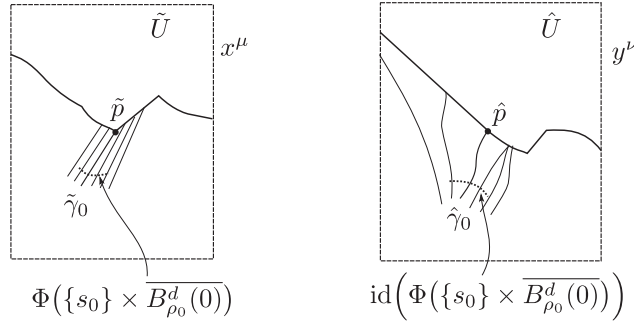 Ũ
x^μ
p̃
γ̃₀
Φ({s₀} × \overline{B^d_{ρ₀}(0)})
Û
y^ν
p̂
γ̂₀
id(Φ({s₀} × \overline{B^d_{ρ₀}(0)}))